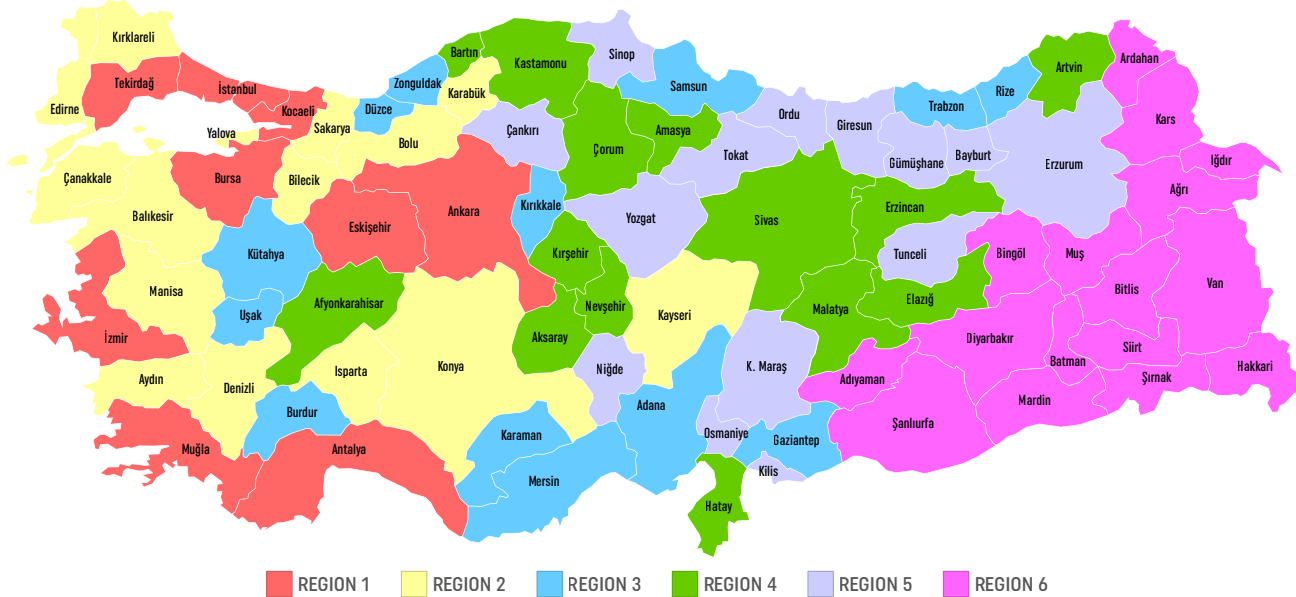 Kırklareli
Tekirdağ
İstanbul
Kocaeli
Edirne
Yalova
Sakarya
Düzce
Zonguldak
Bartın
Karabük
Kastamonu
Sinop
Samsun
Bolu
Çankırı
Çorum
Amasya
Tokat
Ordu
Giresun
Gümüşhane
Bayburt
Trabzon
Rize
Artvin
Ardahan
Kars
Iğdır
Ağrı
Erzurum
Çanakkale
Balıkesir
Bursa
Bilecik
Eskişehir
Ankara
Kırıkkale
Yozgat
Sivas
Erzincan
Tunceli
Bingöl
Muş
Bitlis
Van
Kütahya
Manisa
Uşak
Afyonkarahisar
Kırşehir
Nevşehir
Aksaray
Kayseri
Malatya
Elazığ
Diyarbakır
Batman
Siirt
Şırnak
Hakkari
İzmir
Aydın
Denizli
Isparta
Konya
Niğde
K. Maraş
Adıyaman
Mardin
Şanlıurfa
Burdur
Muğla
Antalya
Karaman
Mersin
Adana
Osmaniye
Gaziantep
Kilis
Hatay
REGION 1
REGION 2
REGION 3
REGION 4
REGION 5
REGION 6